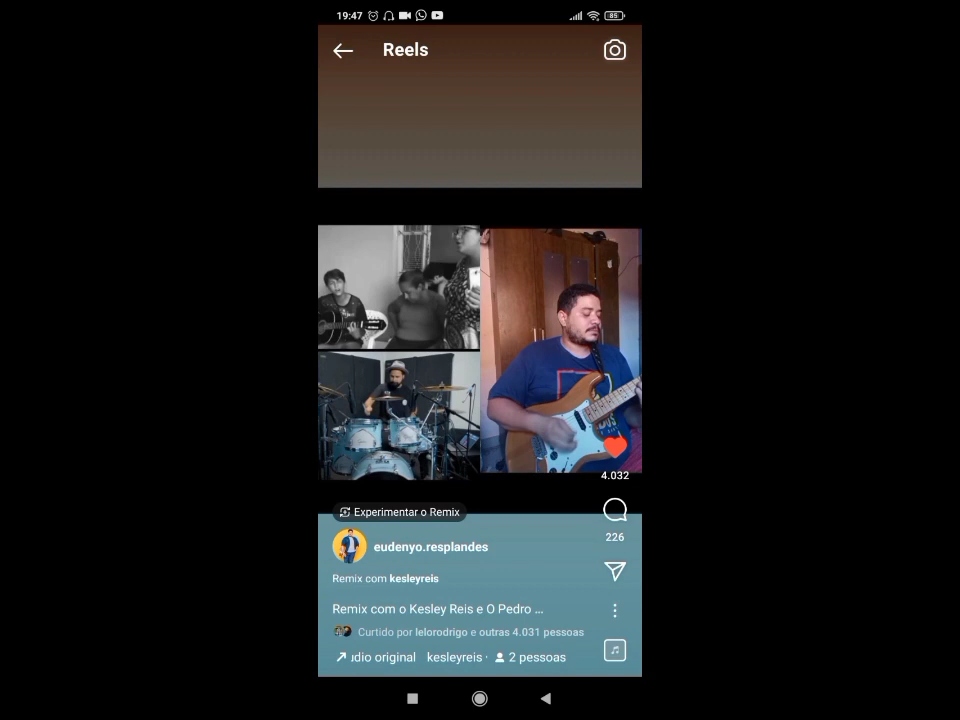 19:47
85
Reels
4.032
Experimentar o Remix
226
eudenyo.resplandes
Remix com kesleyreis
Remix com o Kesley Reis e O Pedro ...
Curtido por lelorodrigo e outras 4.031 pessoas
udio original kesleyreis · 2 pessoas